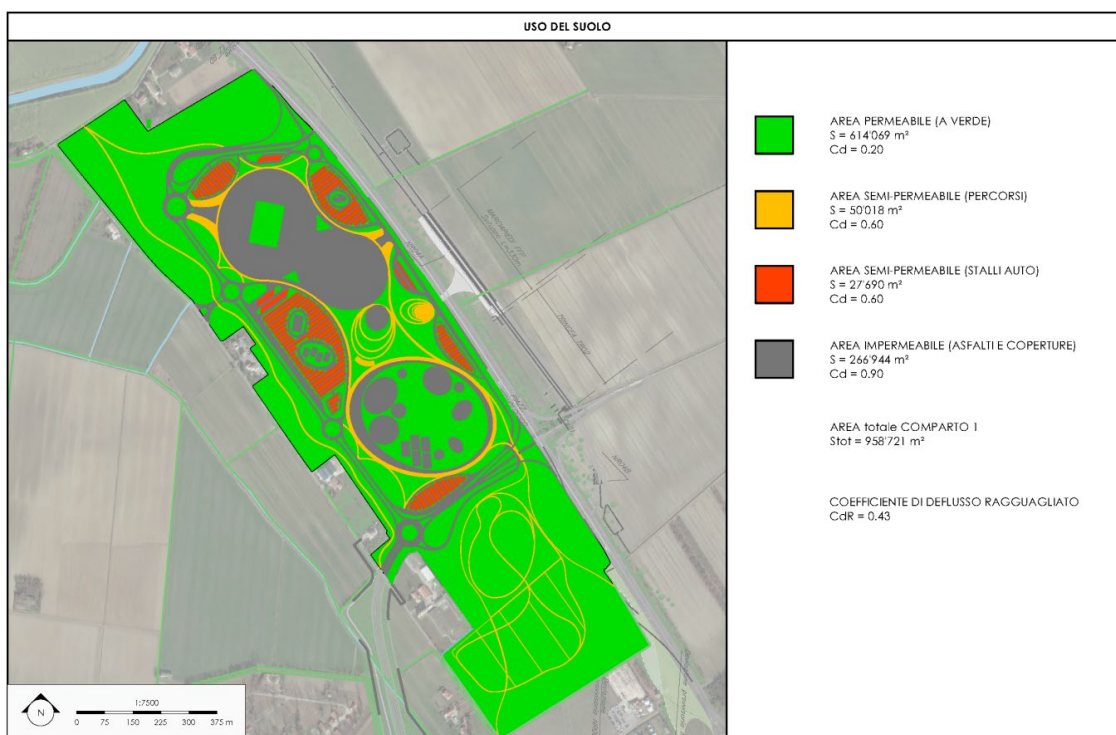 USO DEL SUOLO
AREA PERMEABILE (A VERDE)
S = 614'069 m²
Cd = 0.20
AREA SEMI-PERMEABILE (PERCORSI)
S = 50'018 m²
Cd = 0.60
AREA SEMI-PERMEABILE (STALLI AUTO)
S = 27'690 m²
Cd = 0.60
AREA IMPERMEABILE (ASFALTI E COPERTURE)
S = 266'944 m²
Cd = 0.90
AREA totale COMPARTO 1
Stot = 958'721 m²
COEFFICIENTE DI DEFLUSSO RAGGUAGLIATO
CdR = 0.43
N
1:7500
0 75 150 225 300 375 m